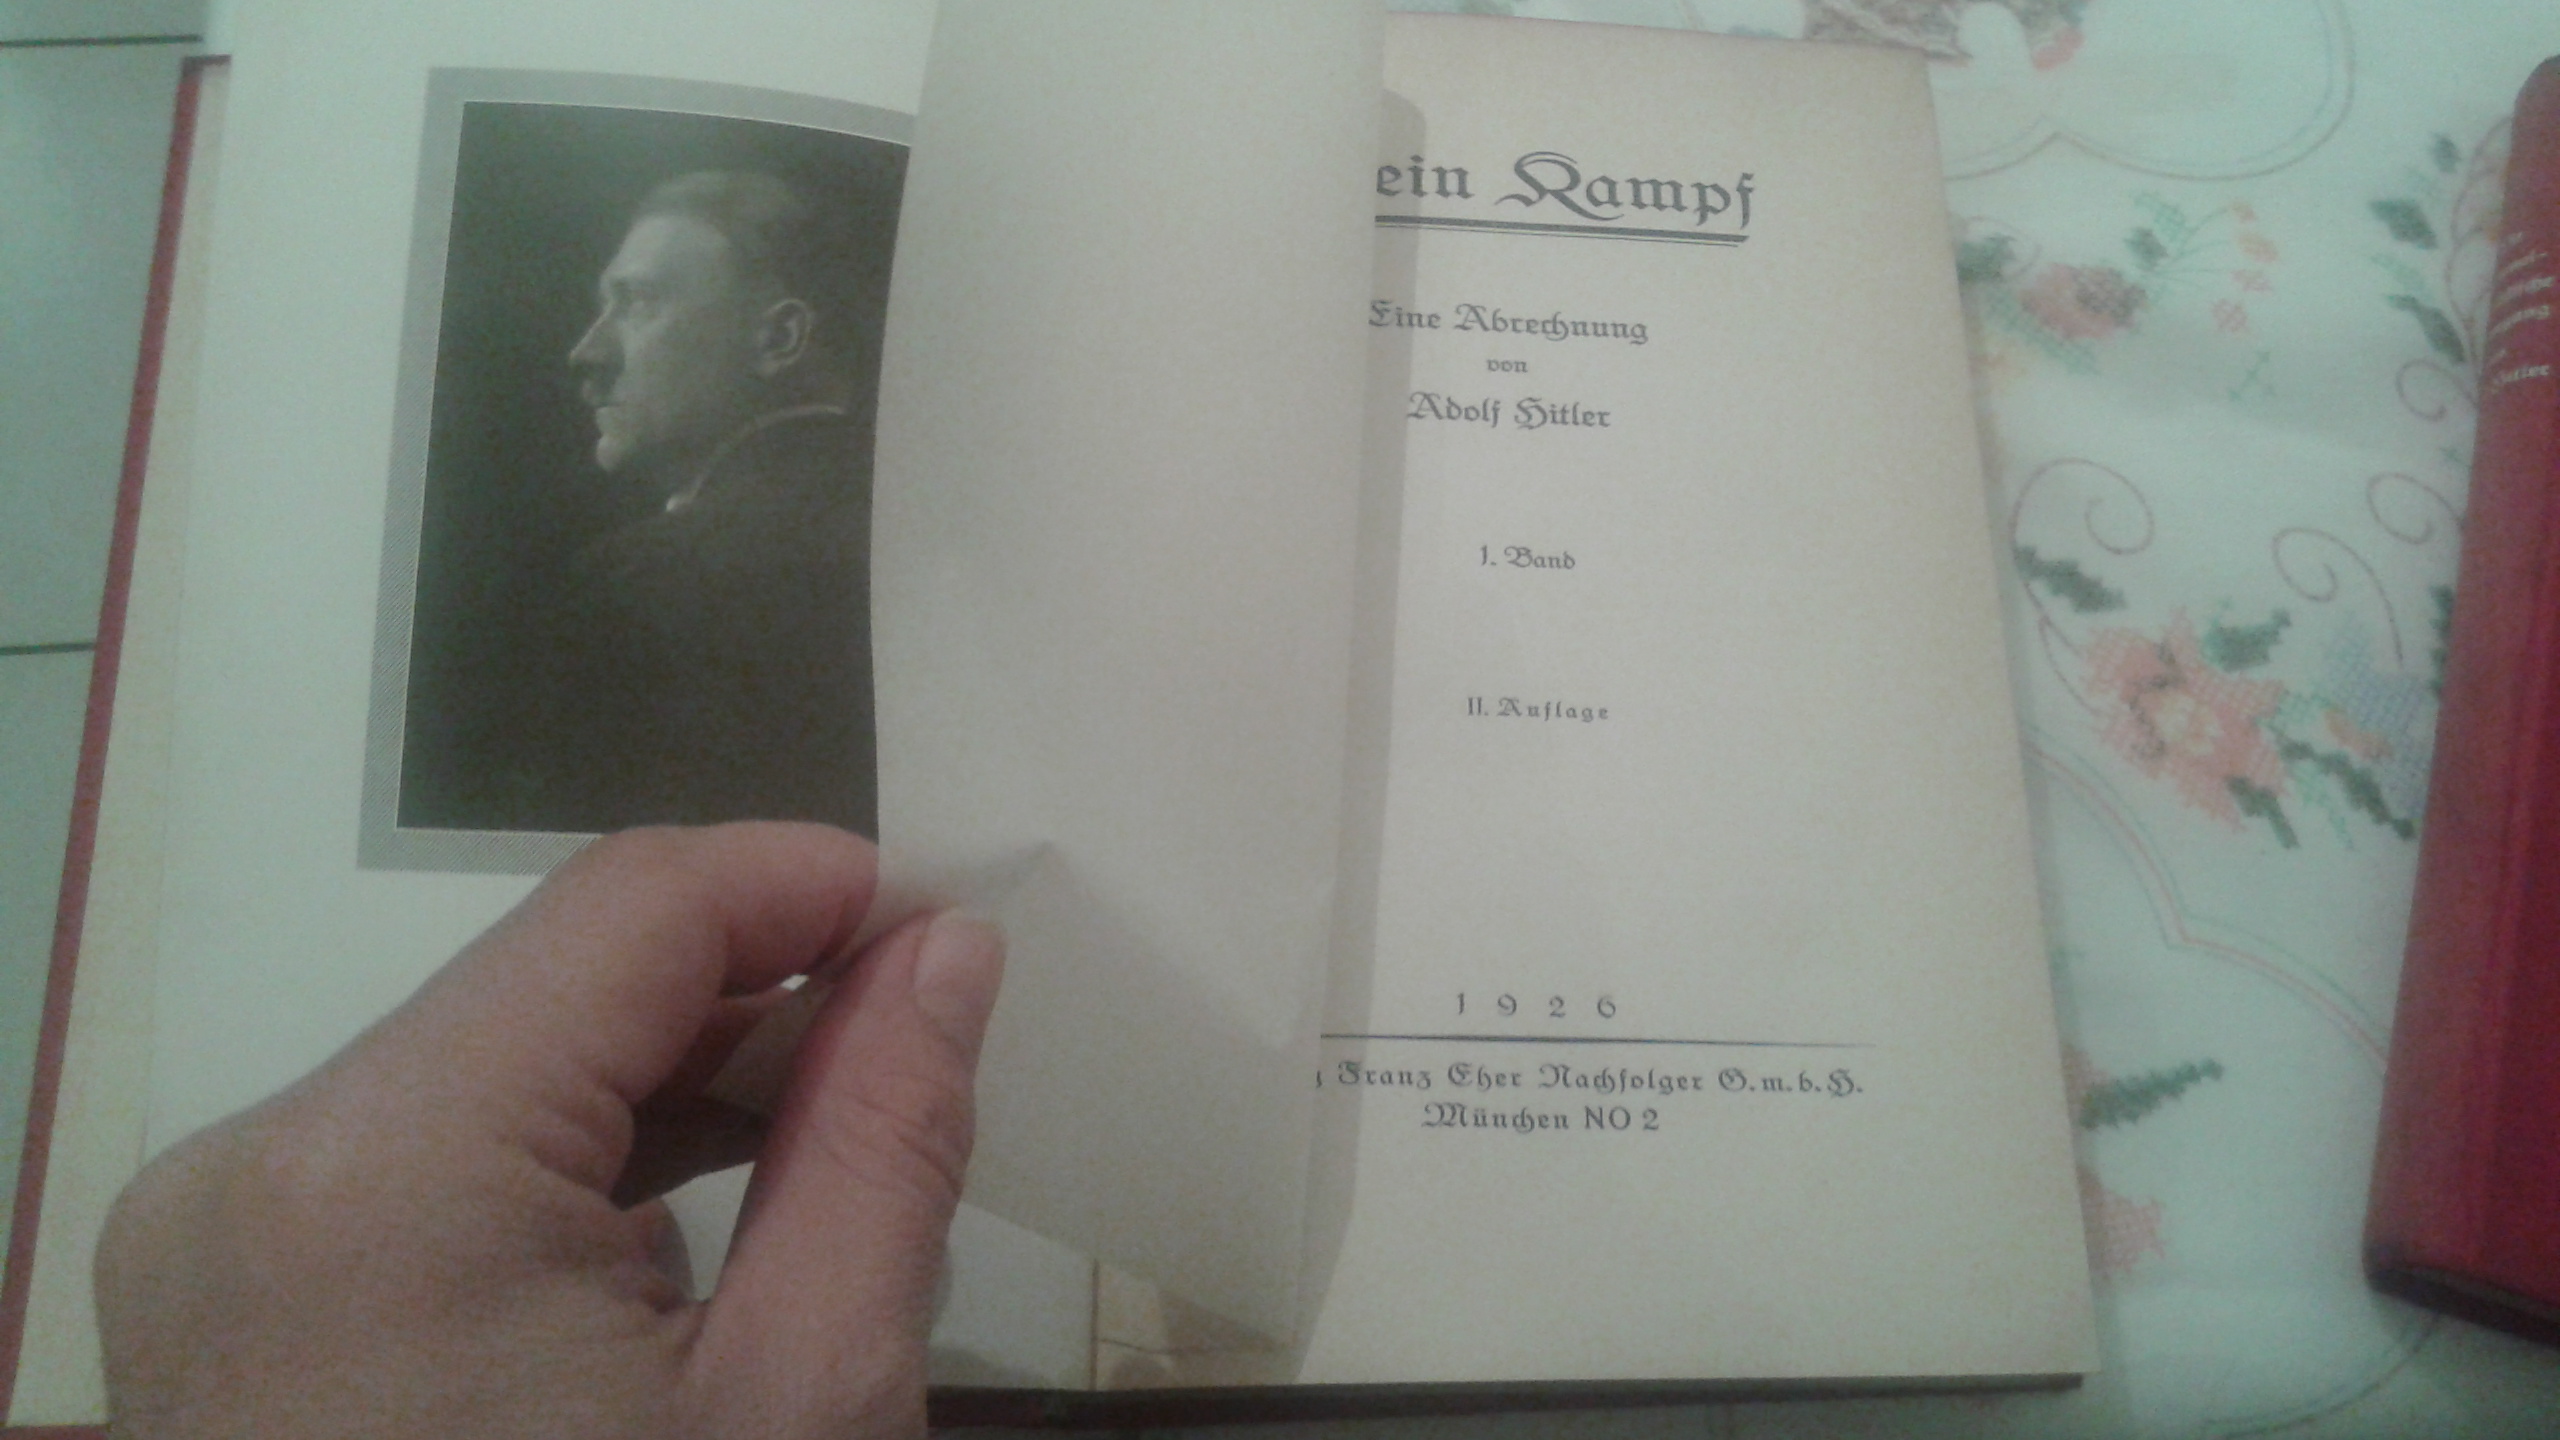 ein Kampf
Eine Abrechnung
von
Adolf Hitler
I. Band
II. Auflage
1 9 2 6
Franz Eher Nachfolger G.m.b.H.
München NO 2